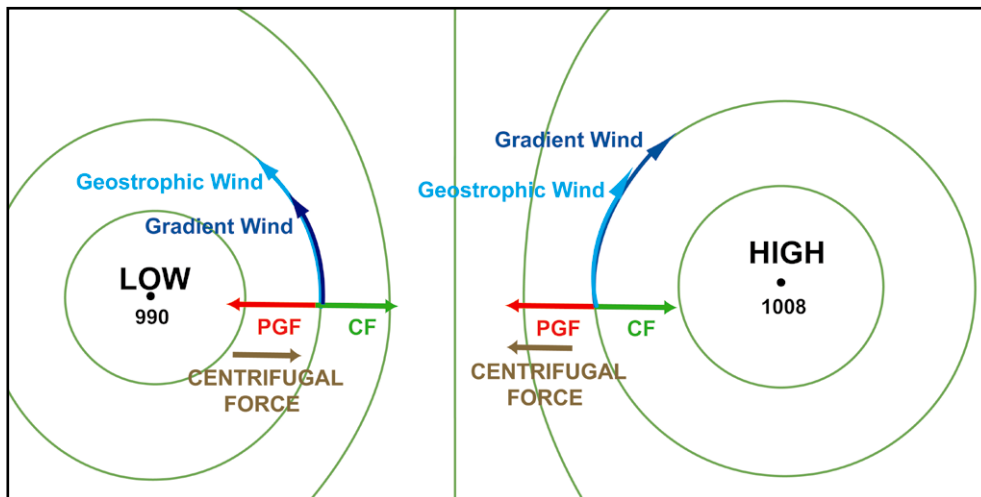 Geostrophic Wind
Gradient Wind
LOW
990
PGF
CF
CENTRIFUGAL
FORCE
Gradient Wind
Geostrophic Wind
HIGH
1008
PGF
CF
CENTRIFUGAL
FORCE